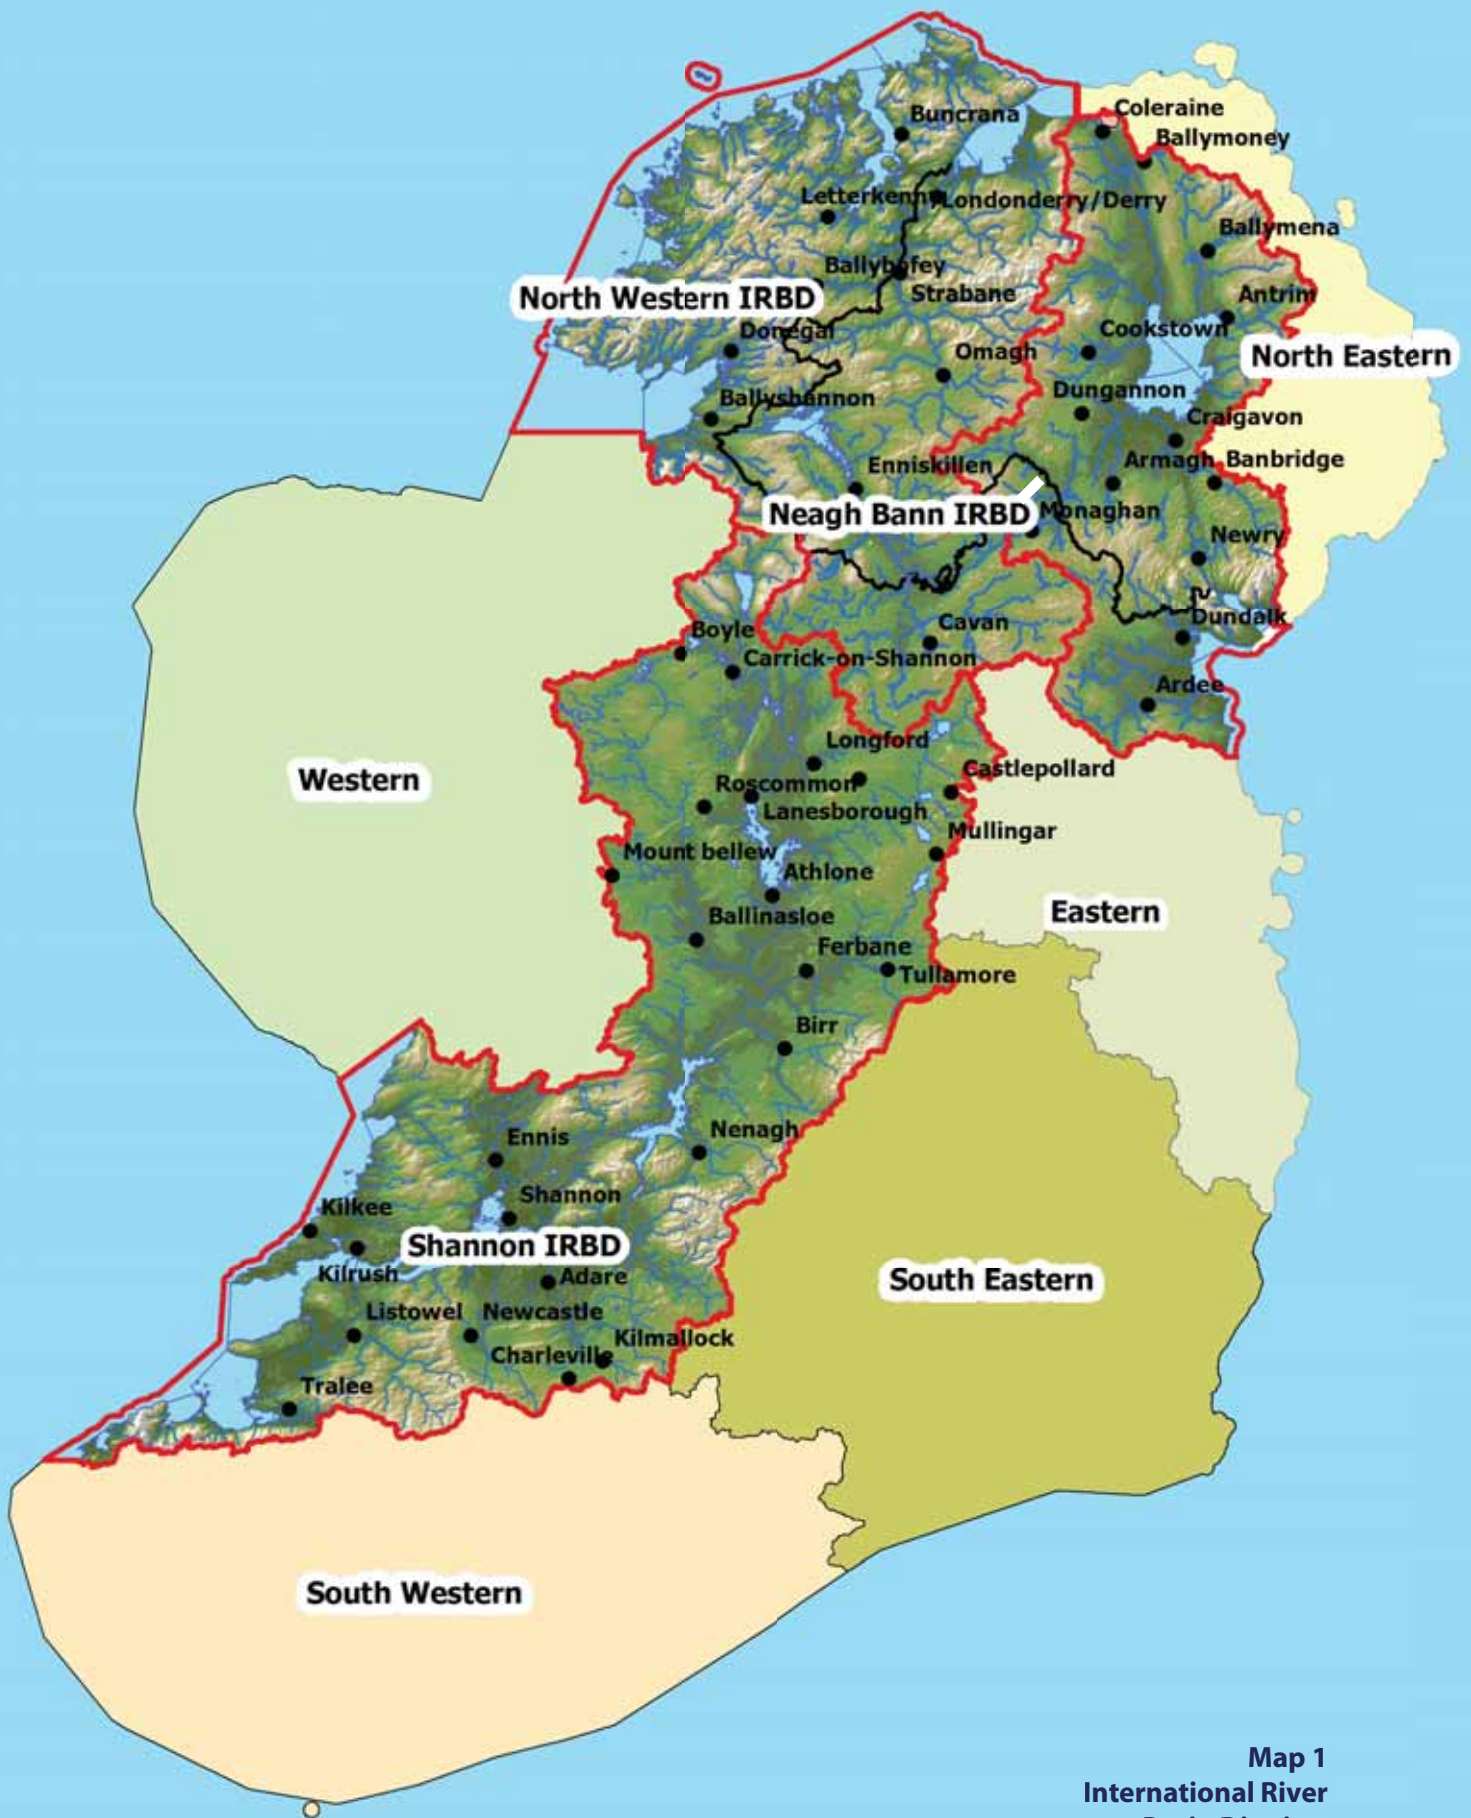 Buncrana
Coleraine
Ballymoney
Letterkenny
Londonderry/Derry
Ballymena
Ballybofey
Strabane
Antrim
North Western IRBD
Donegal
Cookstown
Omagh
North Eastern
Ballyshannon
Dungannon
Craigavon
Enniskillen
Armagh
Banbridge
Neagh Bann IRBD
Monaghan
Newry
Dundalk
Cavan
Boyle
Carrick-on-Shannon
Ardee
Longford
Castlepollard
Western
Roscommon
Lanesborough
Mullingar
Mount bellew
Athlone
Ballinasloe
Eastern
Ferbane
Tullamore
Birr
Nenagh
Ennis
Shannon
Kilkee
Shannon IRBD
Kilrush
Adare
South Eastern
Listowel
Newcastle
Kilmallock
Charleville
Tralee
South Western
Map 1
International River